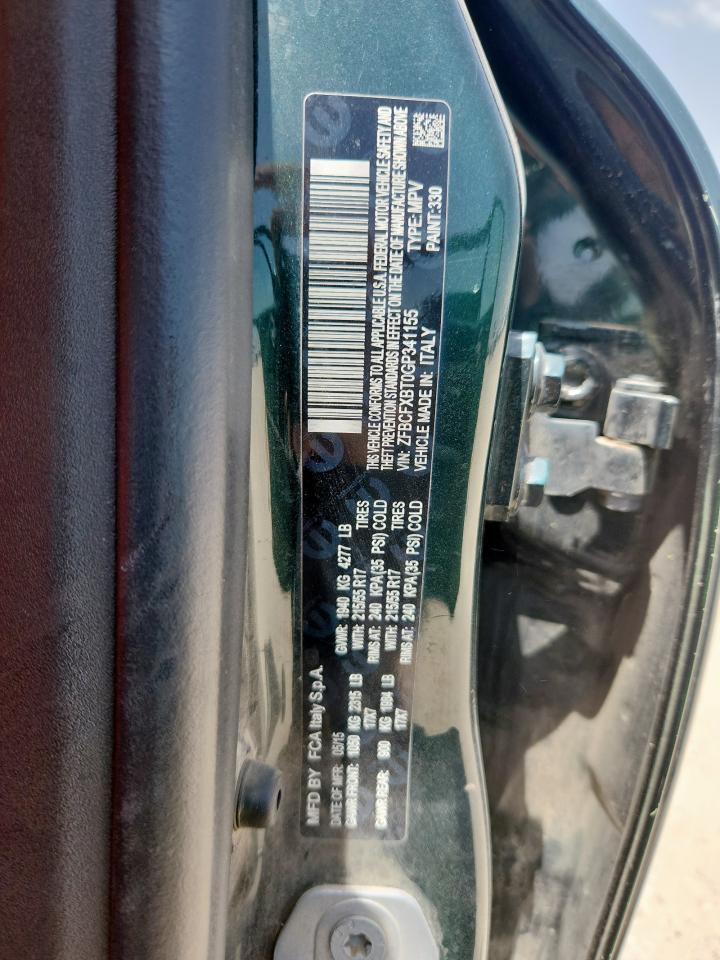 MFD BY FCA Italy S.p.A.
DATE OF MFR: 05/15 GVWR: 1940 KG 4277 LB
GAWR FRONT: 1050 KG 2315 LB WITH: 215/55 R17 TIRES
17X7 RIMS AT: 240 KPA(35 PSI) COLD
GAWR REAR: KG LB WITH: 215/55 R17 TIRES
17X7 RIMS AT: 240 KPA(35 PSI) COLD
THIS VEHICLE CONFORMS TO ALL APPLICABLE U.S.A. FEDERAL MOTOR VEHICLE SAFETY AND
THEFT PREVENTION STANDARDS IN EFFECT ON THE DATE OF MANUFACTURE SHOWN ABOVE
VIN: ZFBCFXBT0GP341155 TYPE: MPV
VEHICLE MADE IN: ITALY PAINT: 330